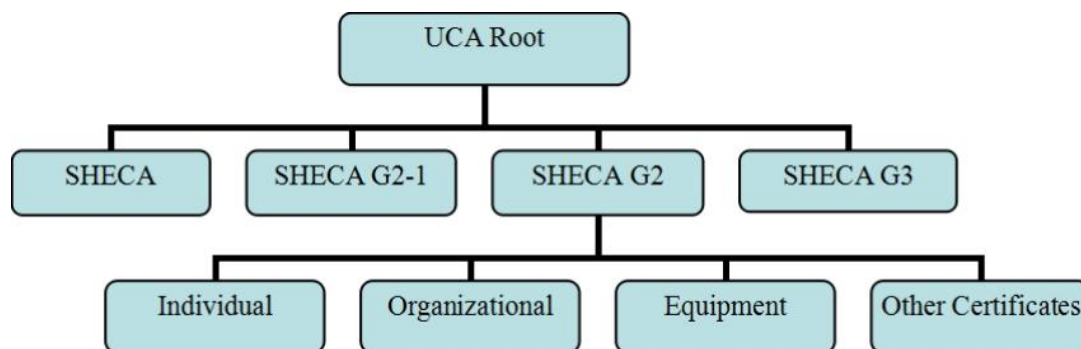 UCA Root
SHECA
SHECA G2-1
SHECA G2
SHECA G3
Individual
Organizational
Equipment
Other Certificates